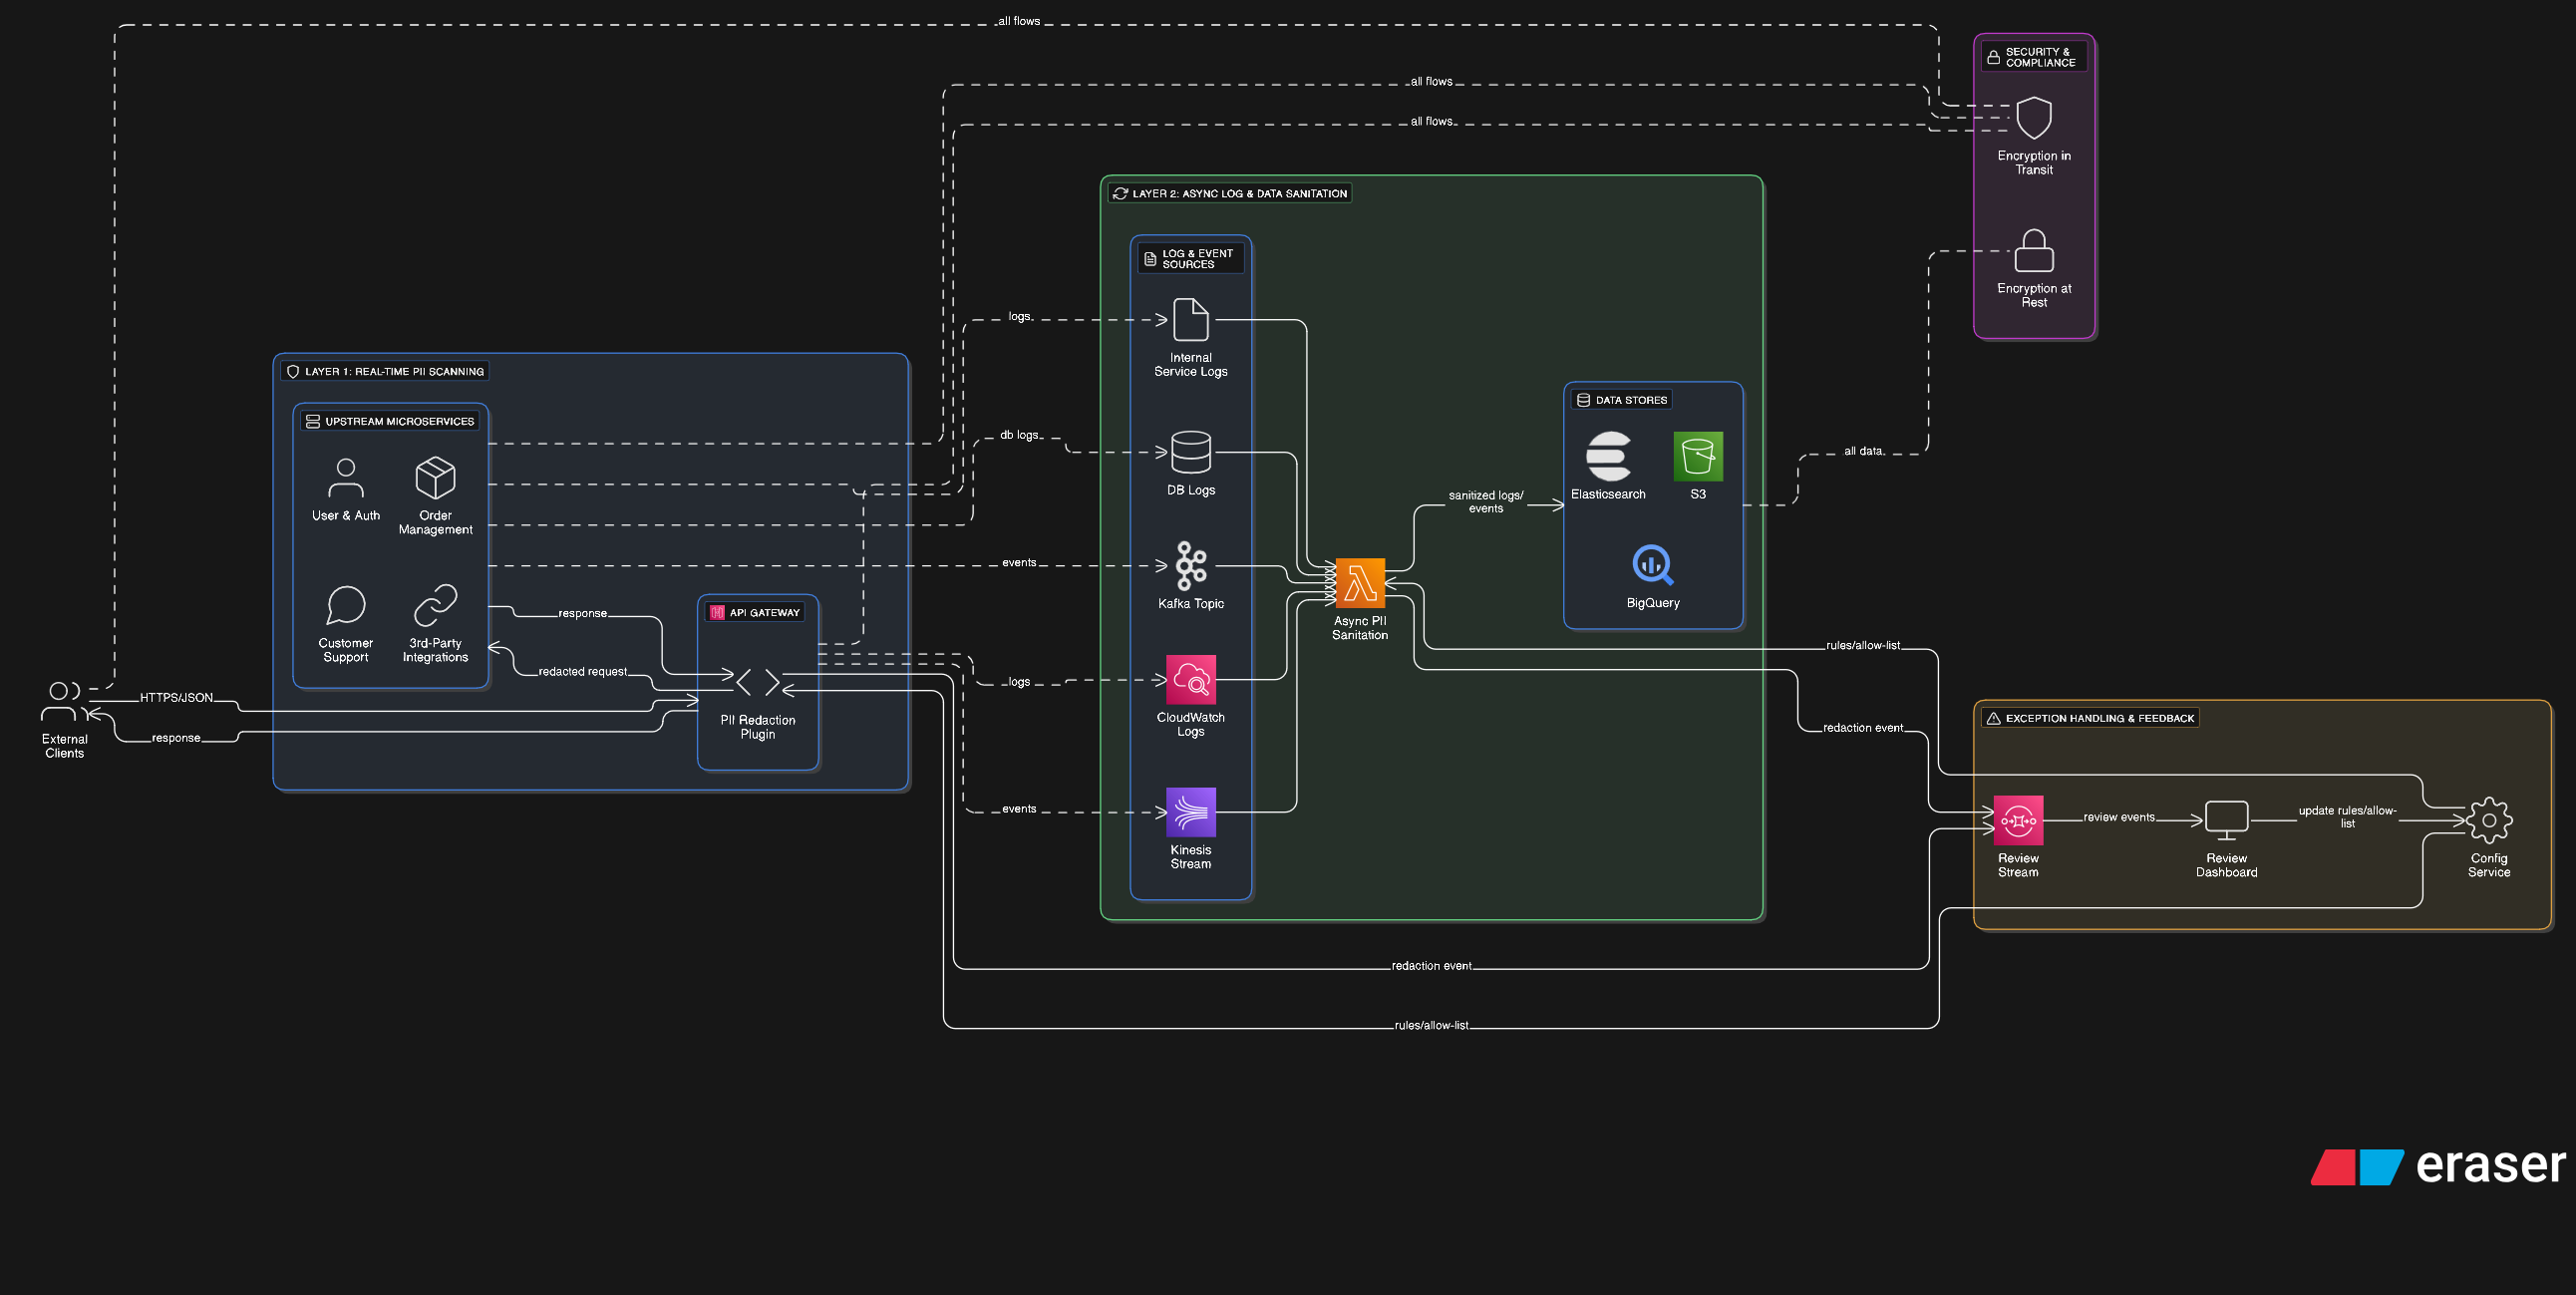 all flows
SECURITY &
COMPLIANCE
all flows
all flows
Encryption in
Transit
Encryption at
Rest
LAYER 2: ASYNC LOG & DATA SANITATION
LOG & EVENT
SOURCES
logs
Internal
Service Logs
db logs
DB Logs
events
Kafka Topic
logs
CloudWatch
Logs
events
Kinesis
Stream
Async PII
Sanitation
sanitized logs/
events
DATA STORES
Elasticsearch
S3
BigQuery
all data
LAYER 1: REAL-TIME PII SCANNING
UPSTREAM MICROSERVICES
User & Auth
Order
Management
Customer
Support
3rd-Party
Integrations
response
redacted request
API GATEWAY
PII Redaction
Plugin
HTTPS/JSON
External
Clients
response
rules/allow-list
redaction event
EXCEPTION HANDLING & FEEDBACK
Review
Stream
review events
Review
Dashboard
update rules/allow-
list
Config
Service
redaction event
rules/allow-list
eraser